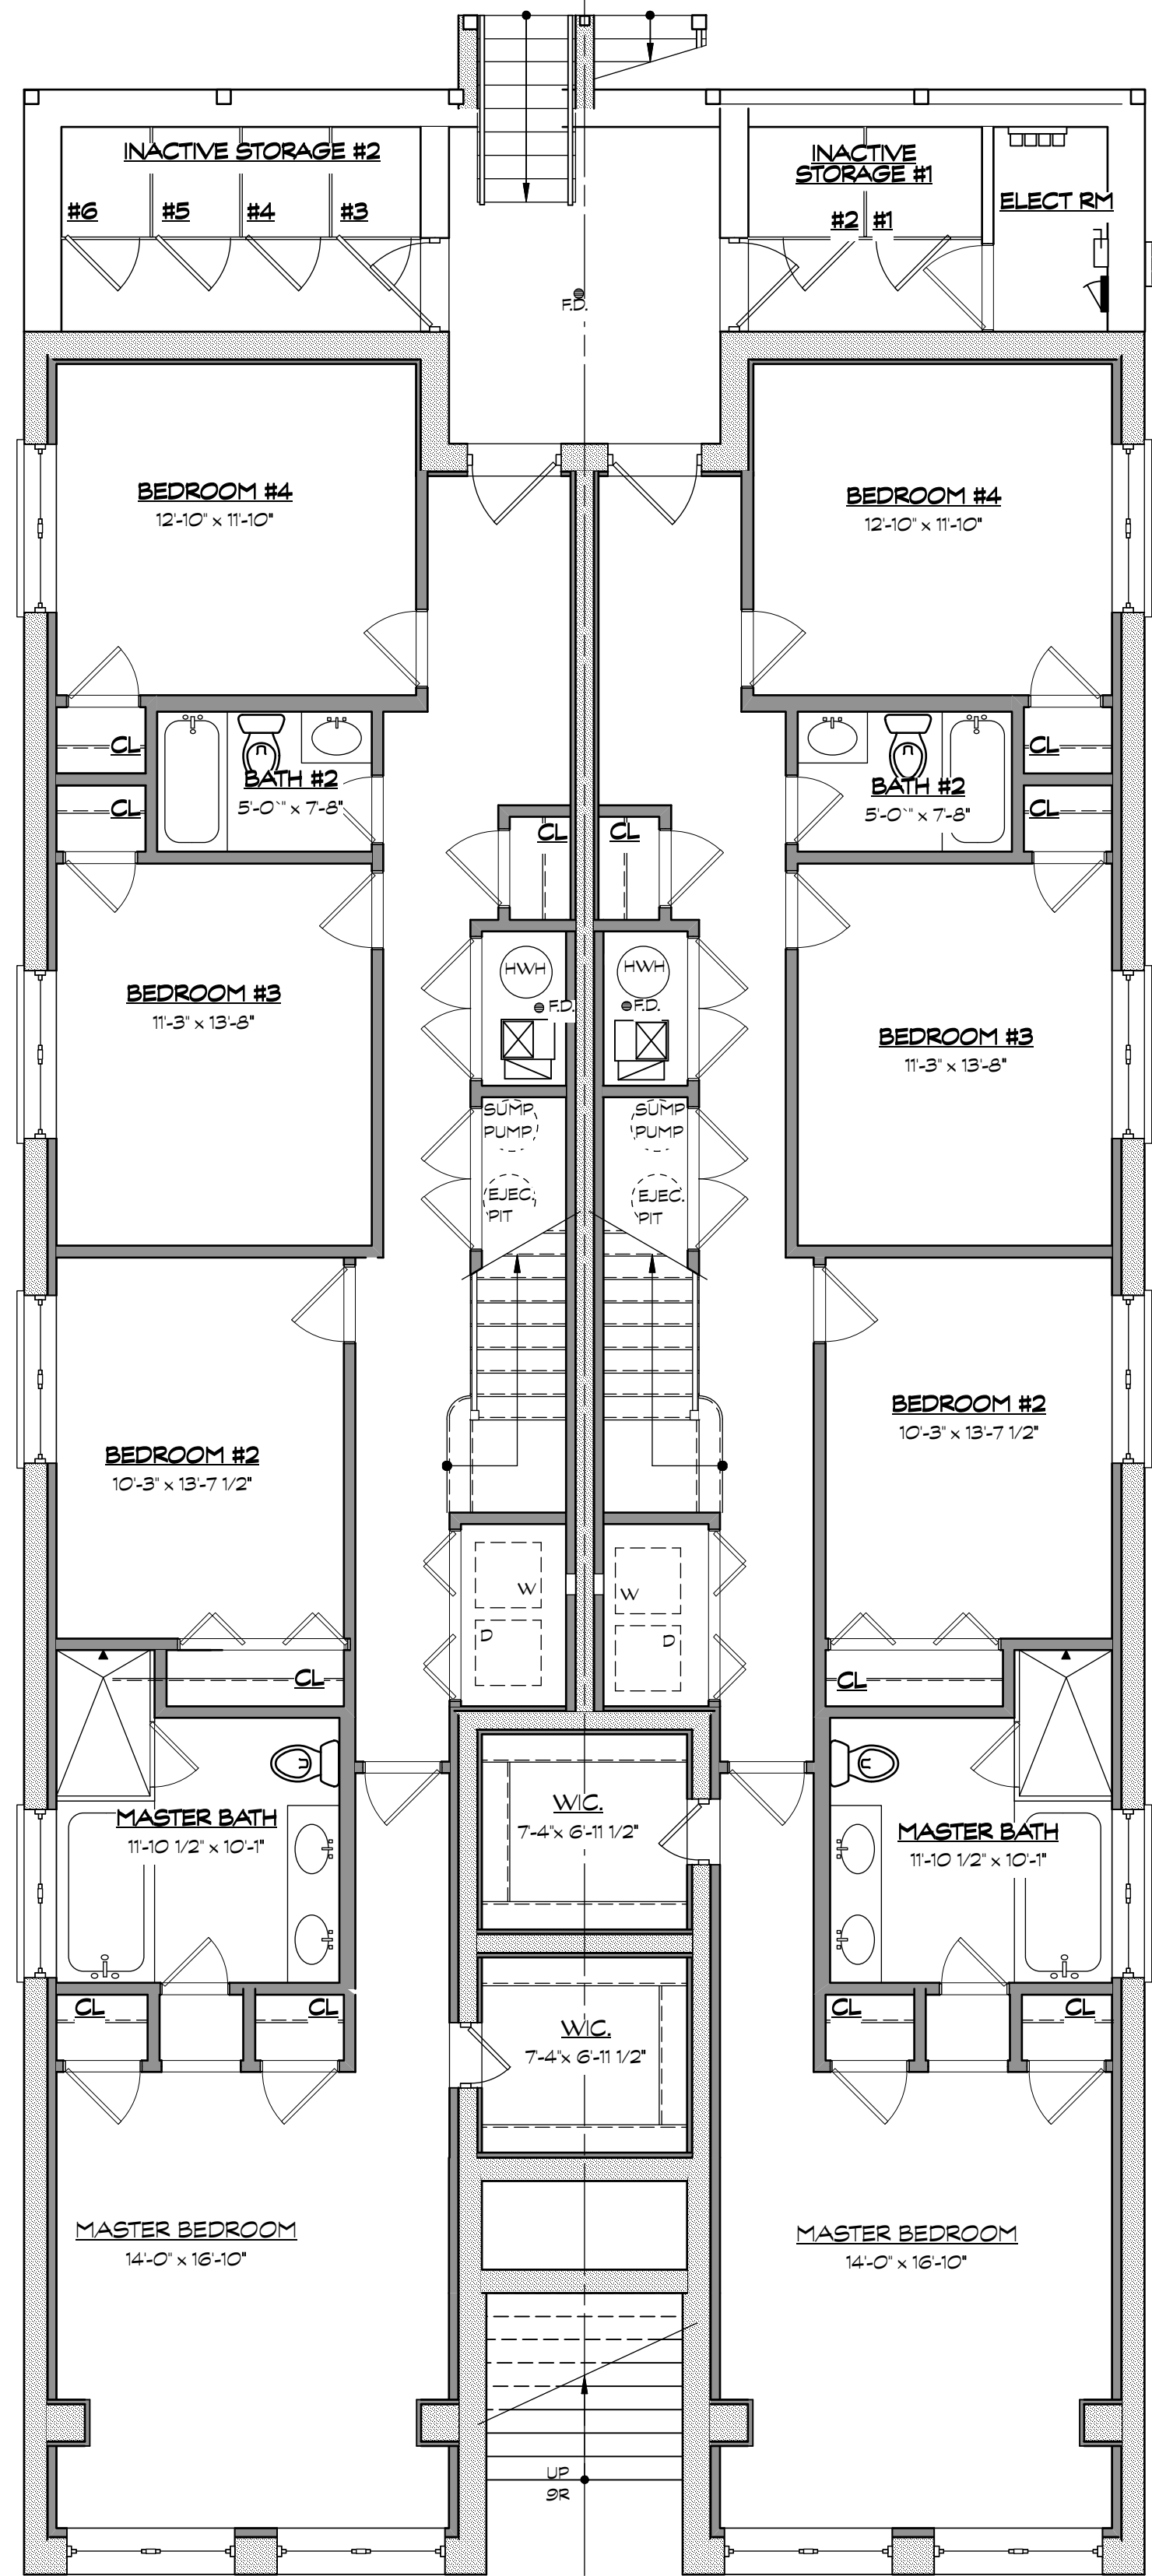 INACTIVE STORAGE #2
#6
#5
#4
#3
INACTIVE
STORAGE #1
#2
#1
ELECT RM
F.D.
BEDROOM #4
12'-10" x 11'-10"
BEDROOM #4
12'-10" x 11'-10"
CL
CL
BATH #2
5'-0`" x 7'-8"
CL
CL
BATH #2
5'-0`" x 7'-8"
CL
CL
HWH
F.D.
HWH
F.D.
BEDROOM #3
11'-3" x 13'-8"
BEDROOM #3
11'-3" x 13'-8"
SUMP
PUMP
EJEC.
PIT
SUMP
PUMP
EJEC.
PIT
BEDROOM #2
10'-3" x 13'-7 1/2"
BEDROOM #2
10'-3" x 13'-7 1/2"
W
D
W
D
CL
CL
MASTER BATH
11'-10 1/2" x 10'-1"
W.I.C.
7'-4"x 6'-11 1/2"
MASTER BATH
11'-10 1/2" x 10'-1"
CL
CL
W.I.C.
7'-4"x 6'-11 1/2"
CL
CL
MASTER BEDROOM
14'-0" x 16'-10"
MASTER BEDROOM
14'-0" x 16'-10"
UP
9R